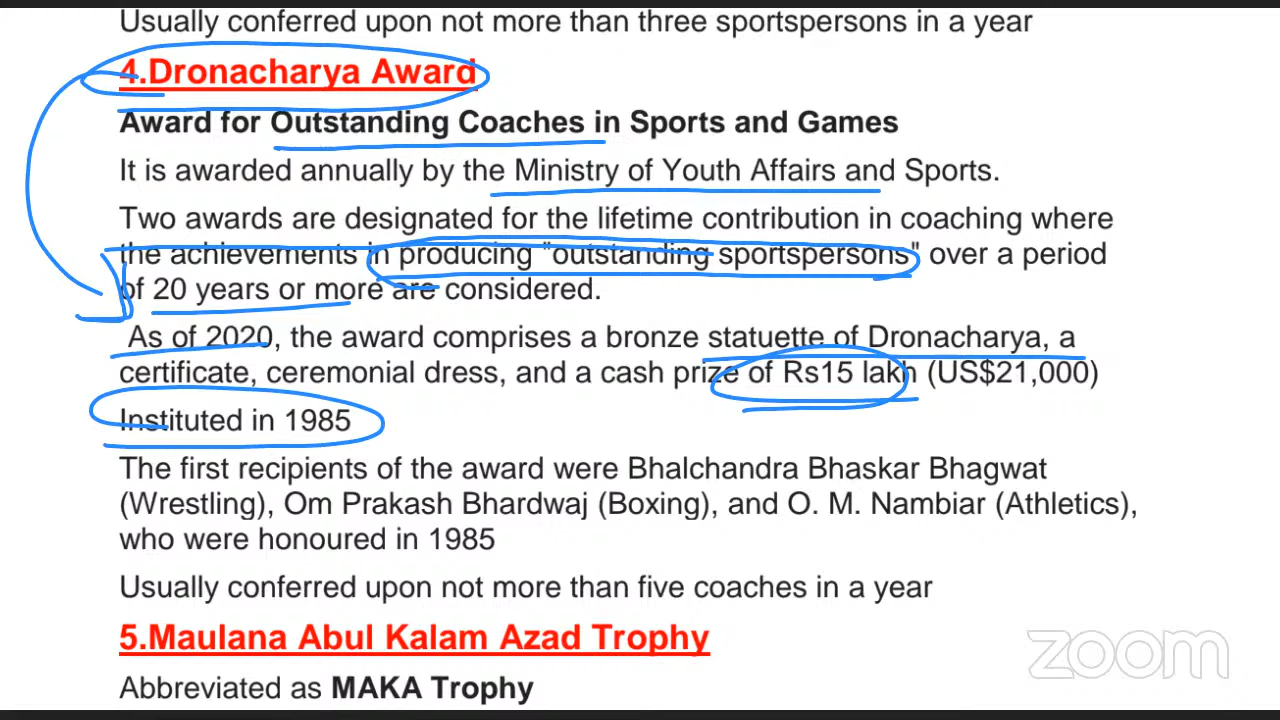 Usually conferred upon not more than three sportspersons in a year
4.Dronacharya Award
Award for Outstanding Coaches in Sports and Games
It is awarded annually by the Ministry of Youth Affairs and Sports.
Two awards are designated for the lifetime contribution in coaching where
the achievements in producing "outstanding sportspersons" over a period
of 20 years or more are considered.
As of 2020, the award comprises a bronze statuette of Dronacharya, a
certificate, ceremonial dress, and a cash prize of Rs15 lakh (US$21,000)
Instituted in 1985
The first recipients of the award were Bhalchandra Bhaskar Bhagwat
(Wrestling), Om Prakash Bhardwaj (Boxing), and O. M. Nambiar (Athletics),
who were honoured in 1985
Usually conferred upon not more than five coaches in a year
5.Maulana Abul Kalam Azad Trophy
Abbreviated as MAKA Trophy
zoom